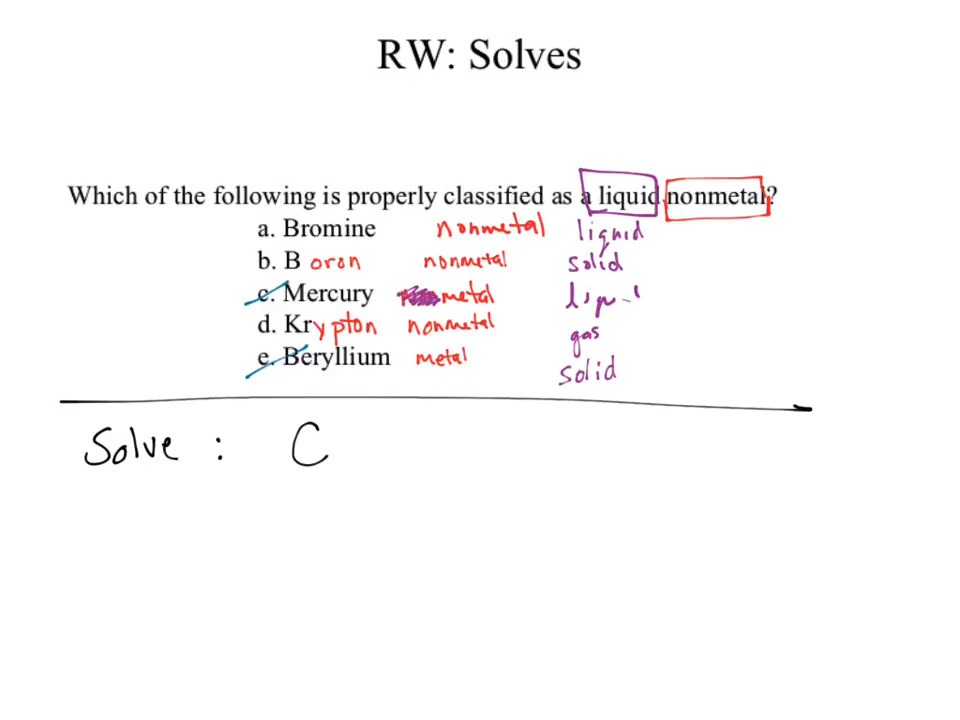 RW: Solves
Which of the following is properly classified as a liquid nonmetal?
a. Bromine nonmetal liquid
b. Boron nonmetal solid
c. Mercury metal
d. Krypton nonmetal gas
e. Beryllium metal solid
Solve : C